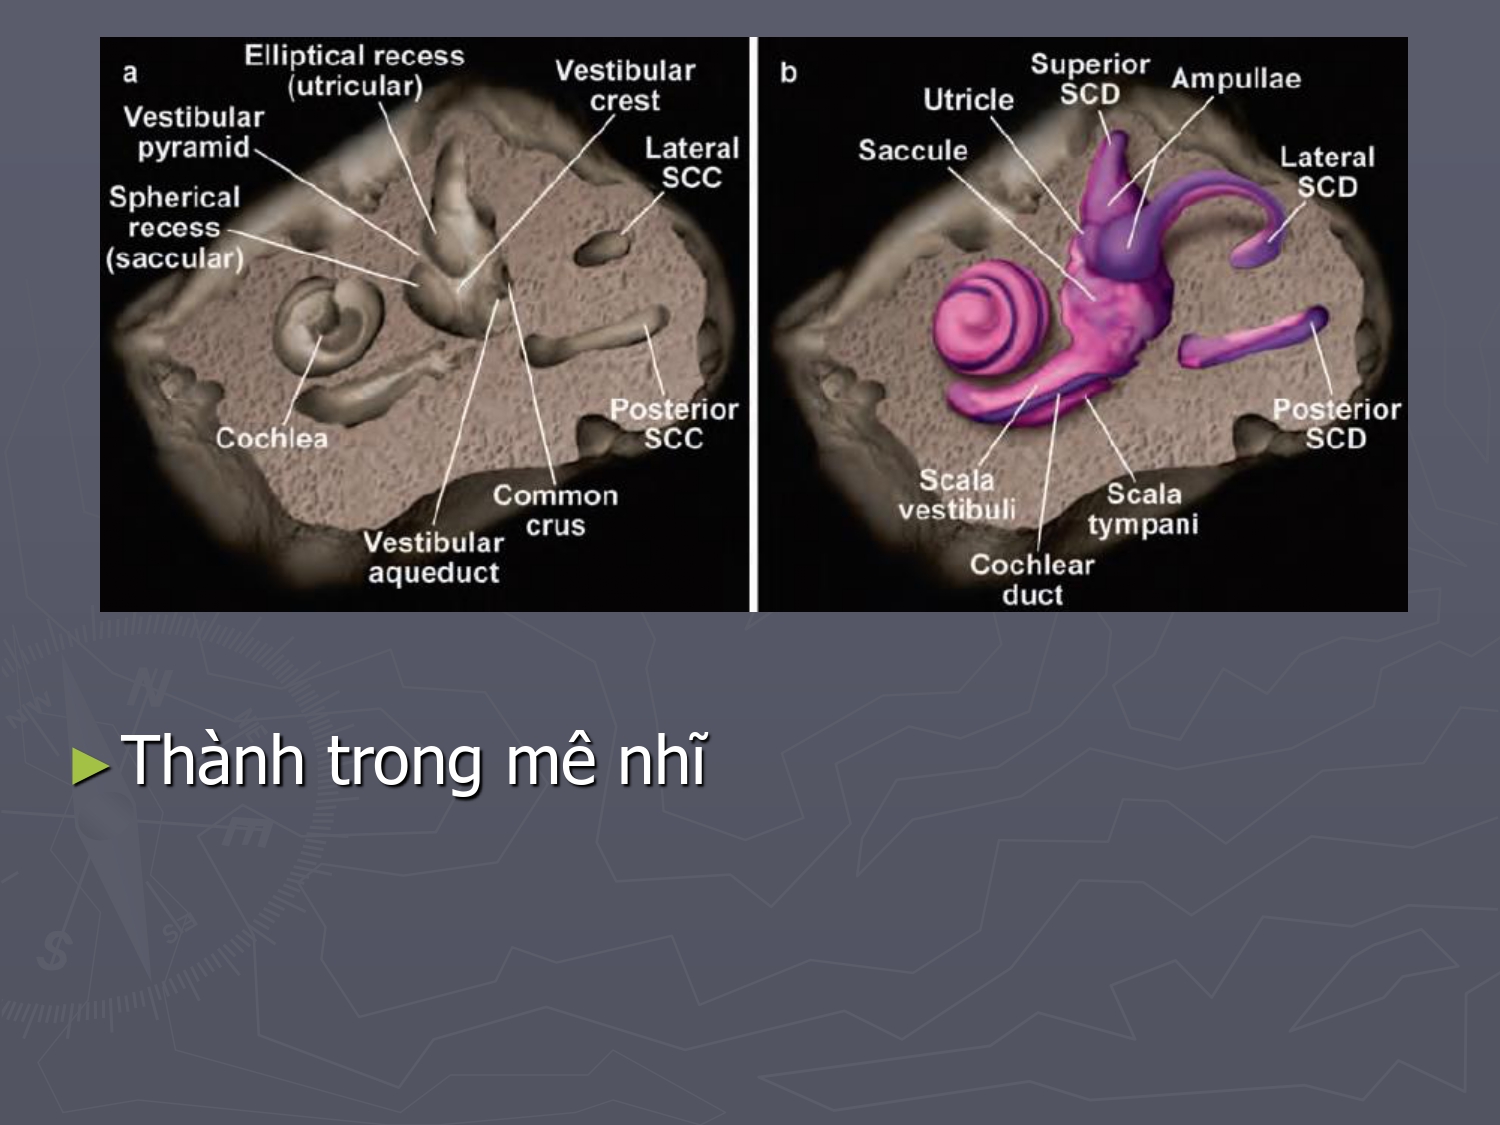 a
Elliptical recess
(utricular)
Vestibular
crest
Vestibular
pyramid
Lateral
SCC
Spherical
recess
(saccular)
Cochlea
Posterior
SCC
Common
crus
Vestibular
aqueduct
b
Superior
SCD
Ampullae
Utricle
Saccule
Lateral
SCD
Posterior
SCD
Scala
vestibuli
Scala
tympani
Cochlear
duct
► Thành trong mê nhĩ
N
NW
E
SE
S